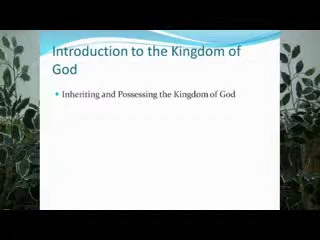 Introduction to the Kingdom of
God
Inheriting and Possessing the Kingdom of God